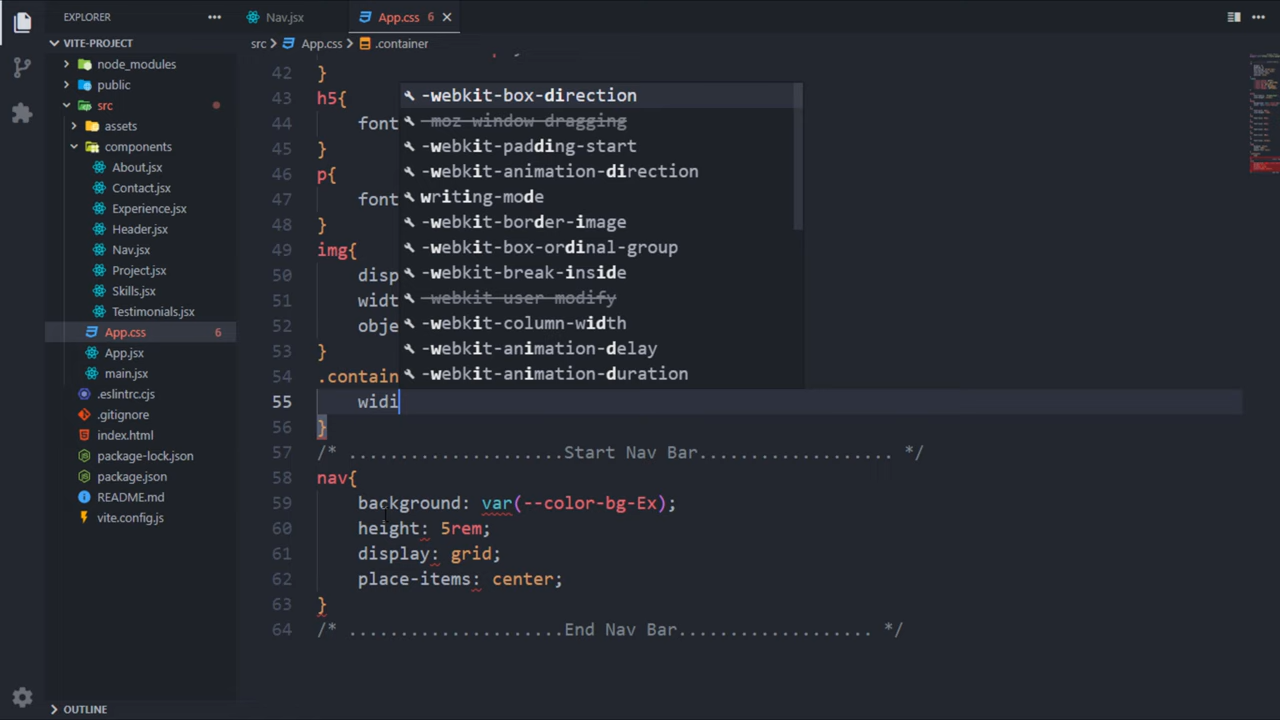 EXPLORER
Nav.jsx
App.css 6
VITE-PROJECT
src > App.css > .container
node_modules
public
src
assets
components
About.jsx
Contact.jsx
Experience.jsx
Header.jsx
Nav.jsx
Project.jsx
Skills.jsx
Testimonials.jsx
App.css 6
App.jsx
main.jsx
.eslintrc.cjs
.gitignore
index.html
package-lock.json
package.json
README.md
vite.config.js
OUTLINE
42 }
43 h5{
44 font
45 }
46 p{
47 font
48 }
49 img{
50 disp
51 widt
52 obje
53 }
54 .contain
55 widi
56 }
57 /* .....................Start Nav Bar................... */
58 nav{
59 background: var(--color-bg-Ex);
60 height: 5rem;
61 display: grid;
62 place-items: center;
63 }
64 /* .....................End Nav Bar................... */
-webkit-box-direction
-moz-window-dragging
-webkit-padding-start
-webkit-animation-direction
writing-mode
-webkit-border-image
-webkit-box-ordinal-group
-webkit-break-inside
-webkit-user-modify
-webkit-column-width
-webkit-animation-delay
-webkit-animation-duration